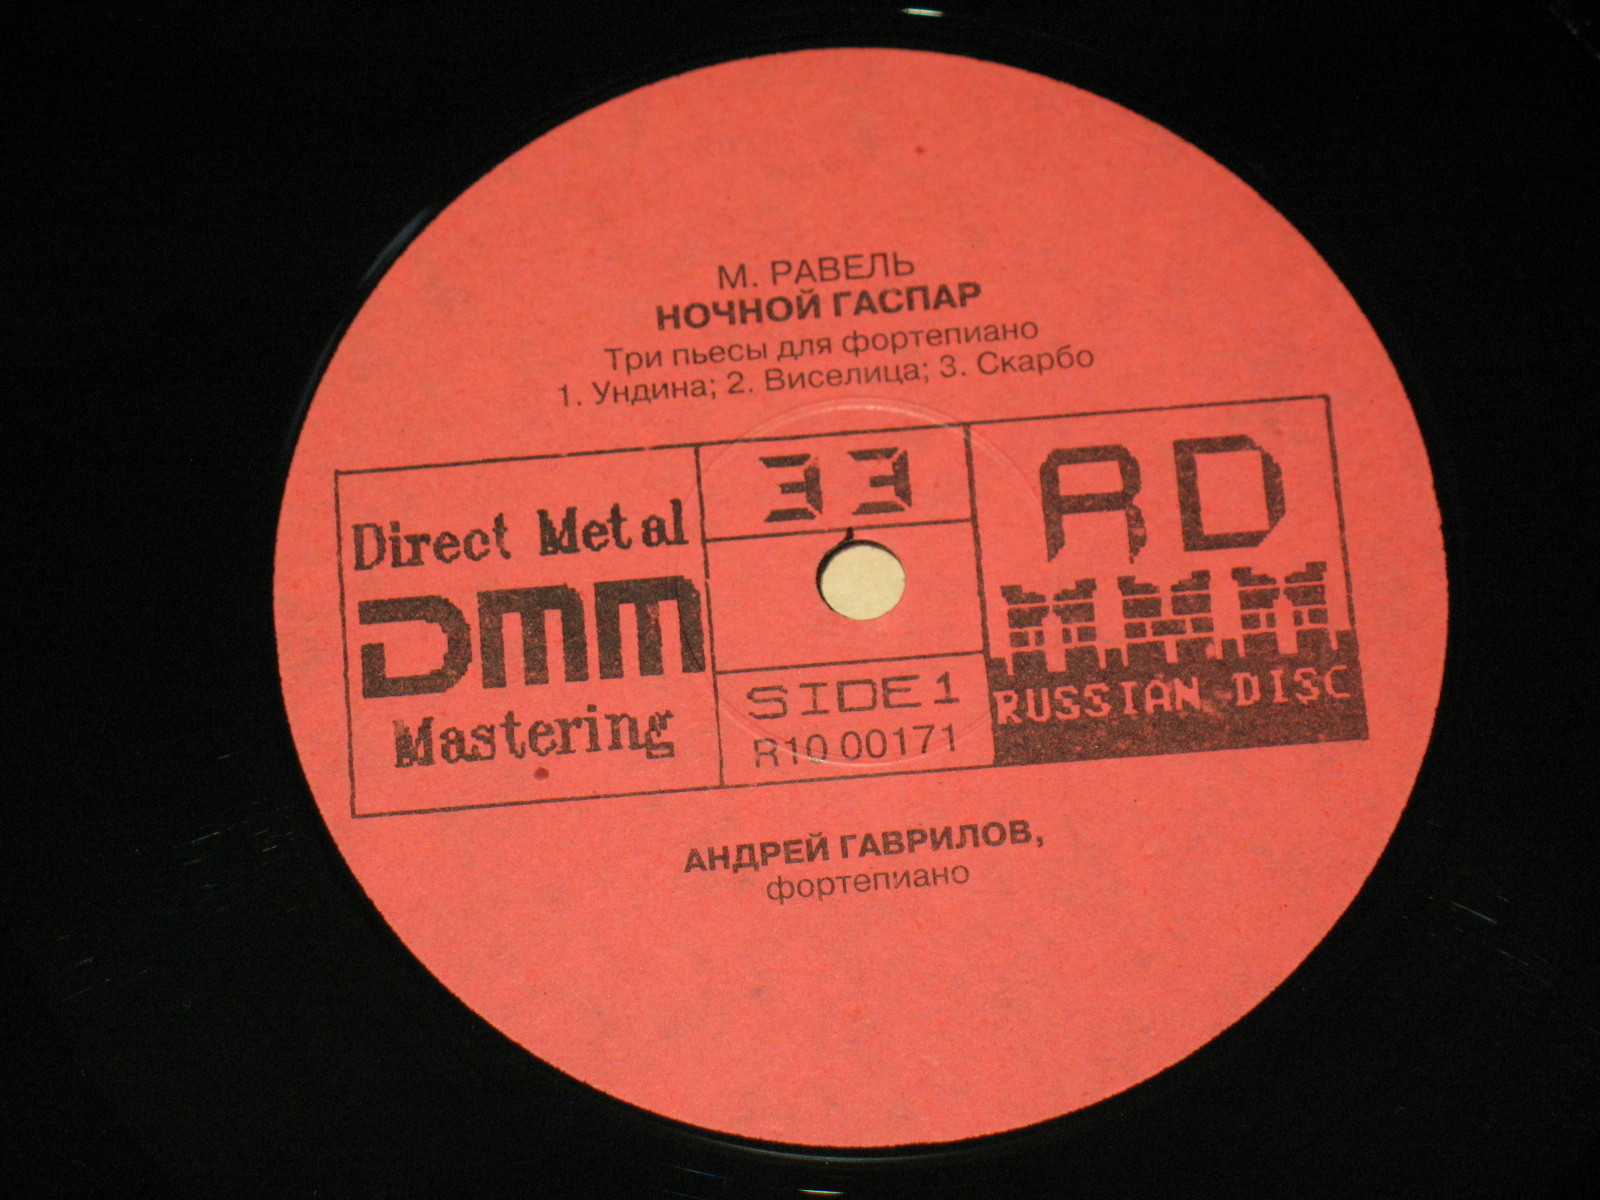 М. РАВЕЛЬ
НОЧНОЙ ГАСПАР
Три пьесы для фортепиано
1. Ундина; 2. Виселица; 3. Скарбо
Direct Metal
DMM
Mastering
33
SIDE 1
R10 00171
RD
RUSSIAN DISC
АНДРЕЙ ГАВРИЛОВ,
фортепиано